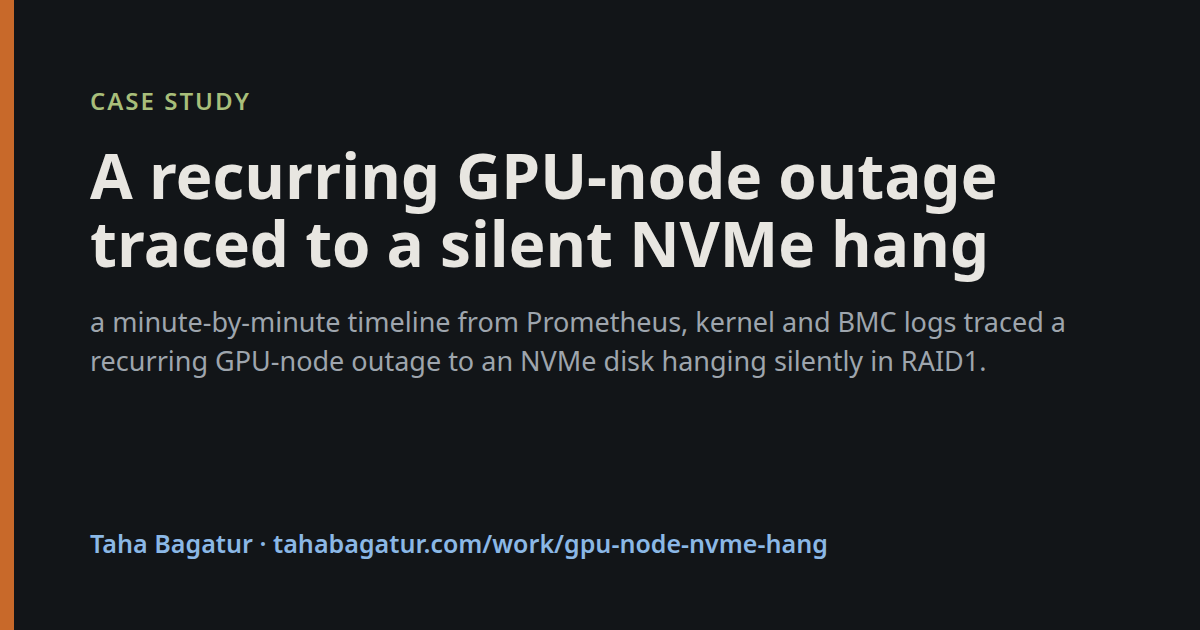 CASE STUDY
A recurring GPU-node outage
traced to a silent NVMe hang
a minute-by-minute timeline from Prometheus, kernel and BMC logs traced a
recurring GPU-node outage to an NVMe disk hanging silently in RAID1.
Taha Bagatur · tahabagatur.com/work/gpu-node-nvme-hang